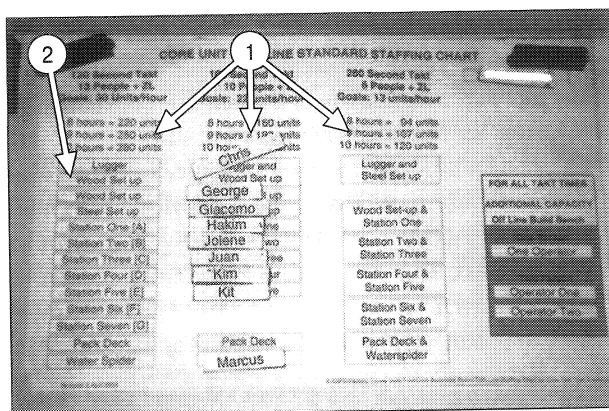 2
1
CORE UNIT LINE STANDARD STAFFING CHART
120 Second Takt
13 People + ZL
Goals: 30 Units/Hour
10 People + ZL
280 Second Takt
6 People + ZL
Goals: 13 units/hour
8 hours = 220 units
9 hours = 250 units
hours = 280 units
8 hours = 160 units
9 hours units
10 hours units
8 hours = 94 units
9 hours = 107 units
10 hours = 120 units
Lugger
Wood Set up
Wood Set up
Steel Set up
Station One [A]
Station Two [B]
Station Three [C]
Station Four [D]
Station Five [E]
Station Six [F]
Station Seven [G]
Pack Deck
Water Spider
Chris
Lugger and
Wood Set up
George
up
Giacomo
up
Hakim
Jolene
Juan
Kim
Kit
Pack Deck
Marcus
Lugger and
Steel Set up
Wood Set-up &
Station One
Station Two &
Station Three
Station Four &
Station Five
Station Six &
Station Seven
Pack Deck &
Waterspider
FOR ALL TAKT TIMES
ADDITIONAL CAPACITY
Off Line Build Bench
One Operator
Operator One
Operator Two